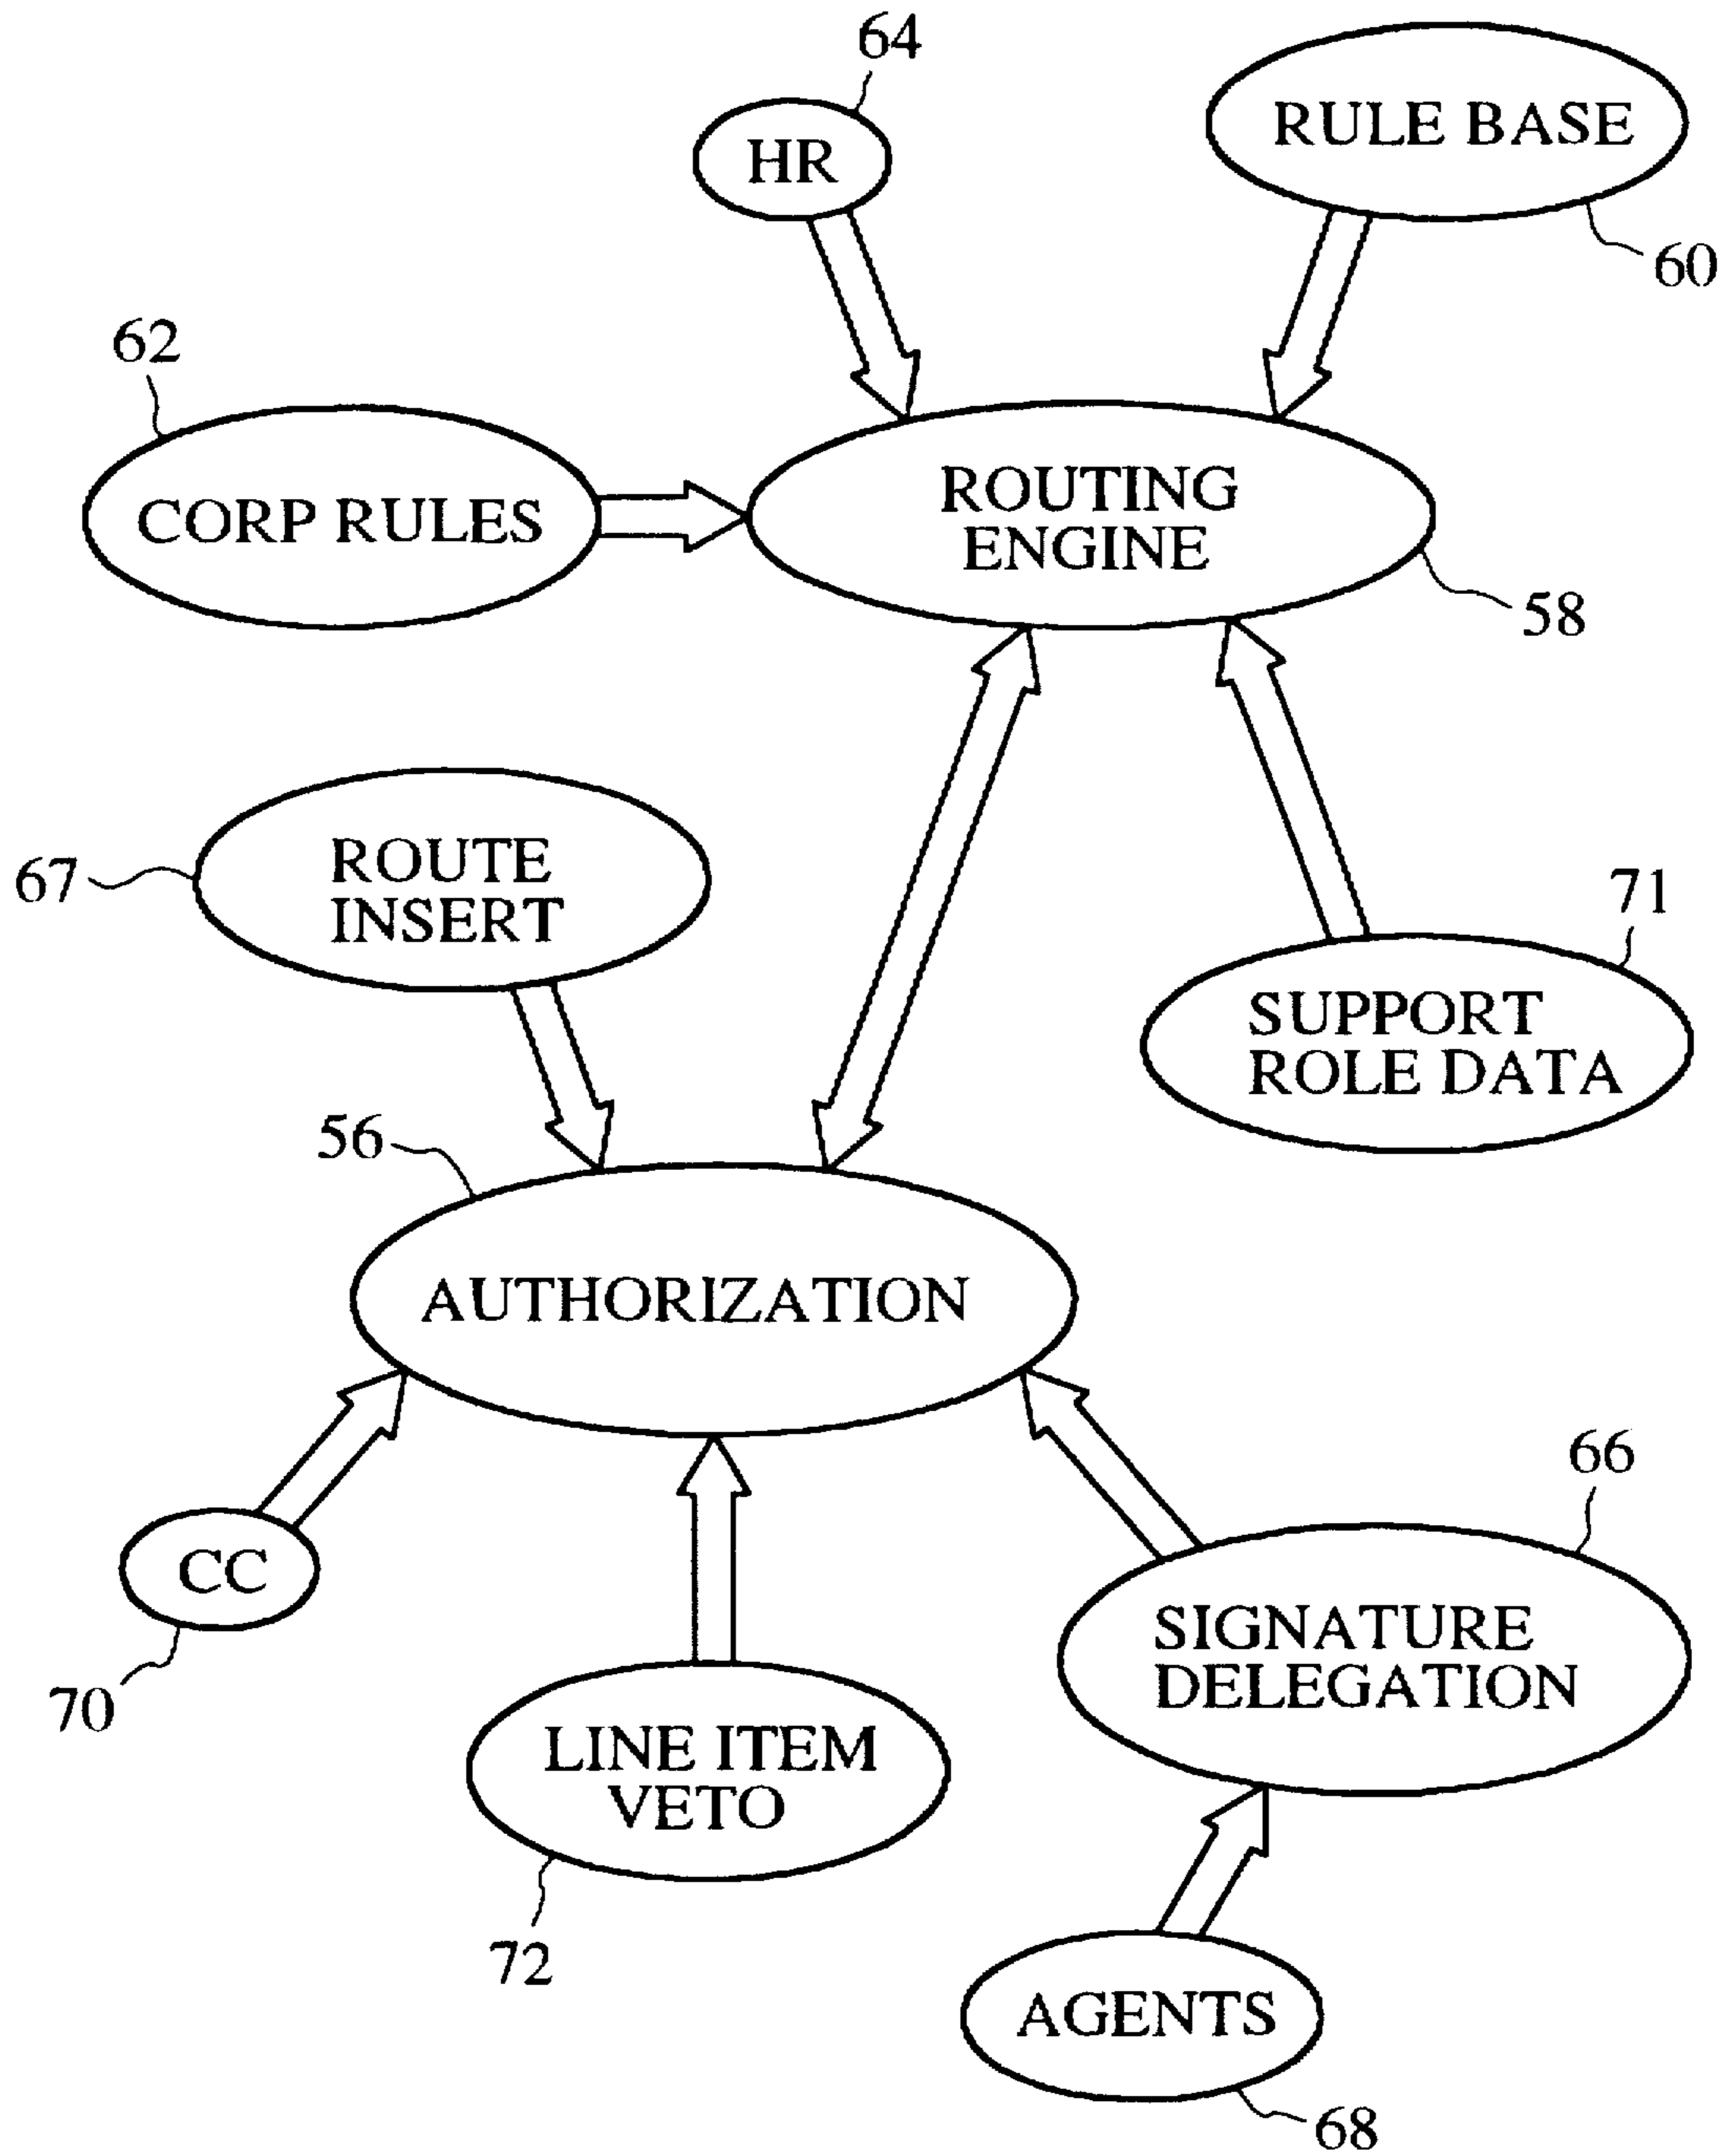 64
HR
RULE BASE
60
62
CORP RULES
ROUTING
ENGINE
58
67
ROUTE
INSERT
71
SUPPORT
ROLE DATA
56
AUTHORIZATION
CC
70
66
SIGNATURE
DELEGATION
LINE ITEM
VETO
72
AGENTS
68